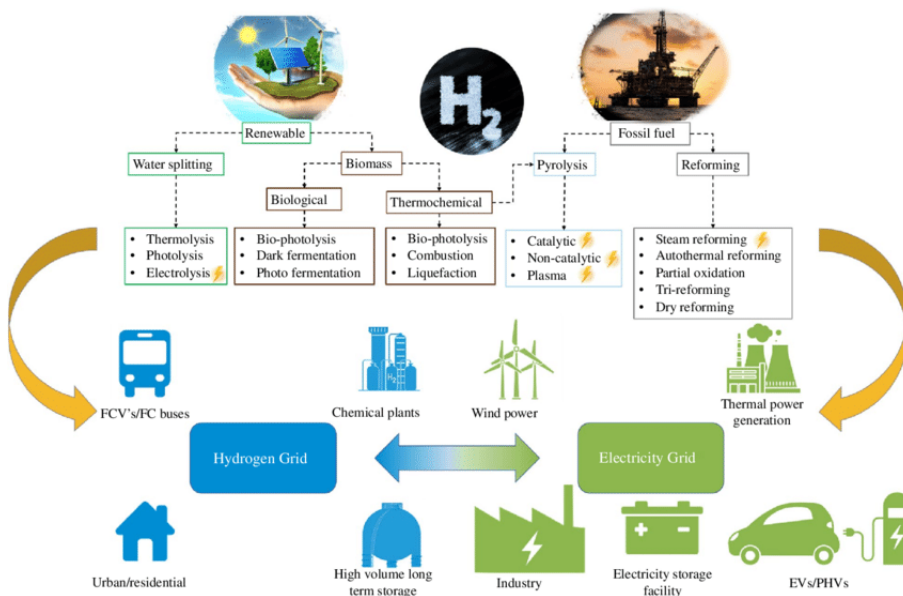 H2
Renewable
Fossil fuel
Water splitting
Biomass
Pyrolysis
Reforming
Biological
Thermochemical
• Thermolysis
• Photolysis
• Electrolysis
• Bio-photolysis
• Dark fermentation
• Photo fermentation
• Bio-photolysis
• Combustion
• Liquefaction
• Catalytic
• Non-catalytic
• Plasma
• Steam reforming
• Autothermal reforming
• Partial oxidation
• Tri-reforming
• Dry reforming
H2
FCV's/FC buses
Chemical plants
Wind power
Thermal power
generation
Hydrogen Grid
Electricity Grid
Urban/residential
High volume long
term storage
Industry
Electricity storage
facility
EVs/PHVs